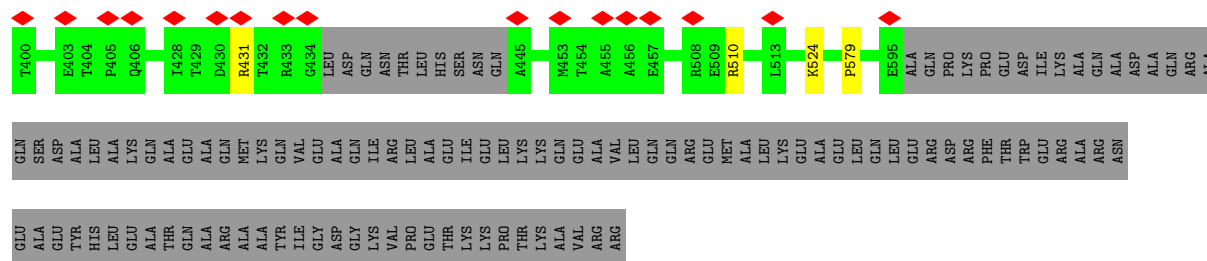 T400 E403 T404 P405 Q406 I428 T429 D430 R431 T432 R433 G434 LEU ASP GLN ASN THR LEU HIS SER ASN GLN A445 M453 T454 A455 A456 E457 R508 E509 R510 L513 K524 P579 E595 ALA GLN PRO LYS PRO GLU ASP ILE LYS ALA GLN ALA ASP ALA GLN ARG ALA
GLN SER ASP ALA LEU ALA LYS GLN ALA GLU ALA GLN MET LYS GLN VAL GLU ALA GLN ILE ARG LEU ALA GLU ILE GLU LEU LYS LYS GLN GLU ALA VAL LEU GLN GLN ARG GLU MET ALA LEU LYS GLU ALA GLU LEU GLN LEU GLU ARG ASP ARG PHE THR TRP GLU ARG ALA ARG ASN
GLU ALA GLU TYR HIS LEU GLU ALA THR GLN ALA ARG ALA ALA TYR ILE GLY ASP GLY LYS VAL PRO GLU THR LYS LYS PRO THR LYS ALA VAL ARG ARG